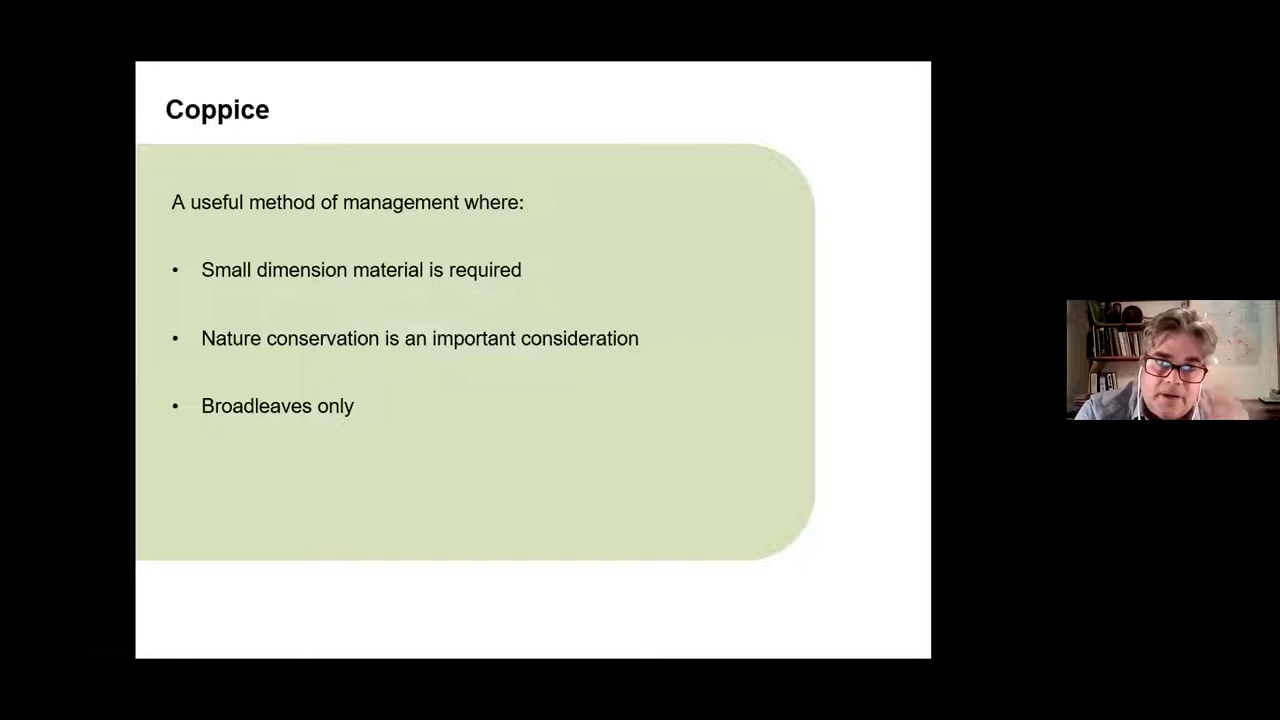 Coppice
A useful method of management where:
• Small dimension material is required
• Nature conservation is an important consideration
• Broadleaves only